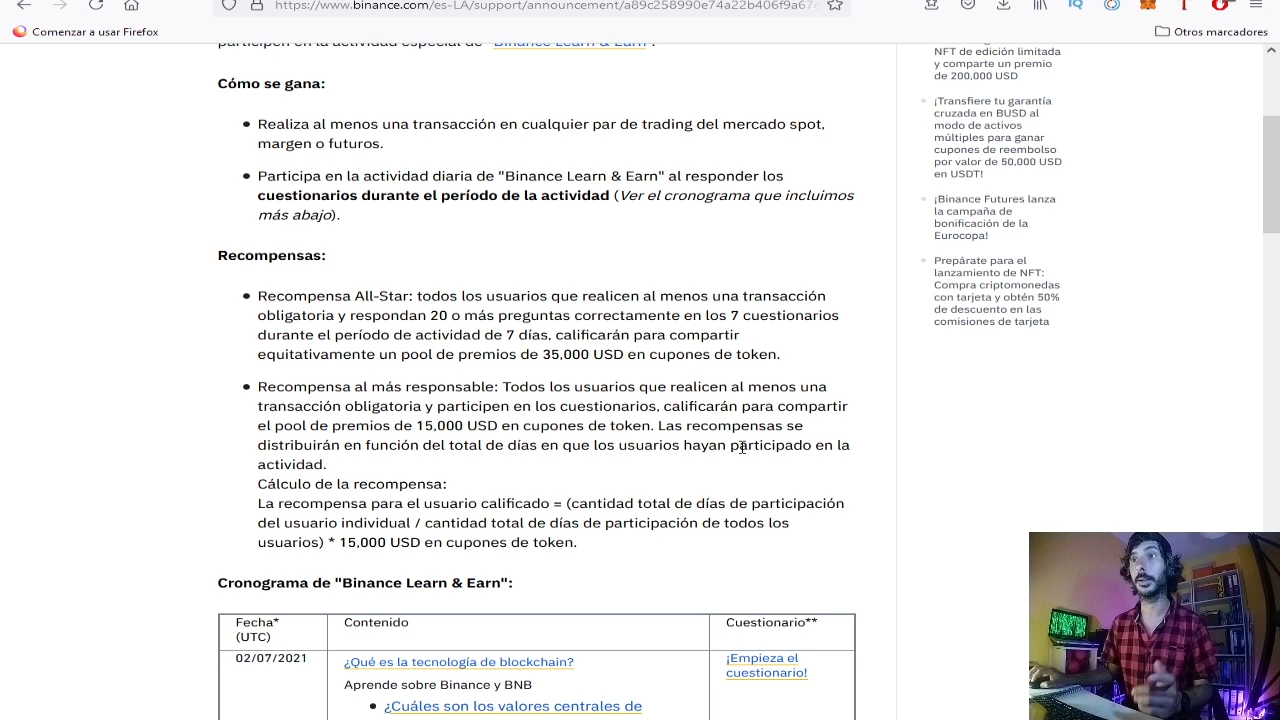 https://www.binance.com/es-LA/support/announcement/a89c258990e74a22b406f9a67c
Comenzar a usar Firefox
Otros marcadores
participen en la actividad especial de "Binance Learn & Earn".
Cómo se gana:
Realiza al menos una transacción en cualquier par de trading del mercado spot,
margen o futuros.
Participa en la actividad diaria de "Binance Learn & Earn" al responder los
cuestionarios durante el período de la actividad (Ver el cronograma que incluimos
más abajo).
Recompensas:
Recompensa All-Star: todos los usuarios que realicen al menos una transacción
obligatoria y respondan 20 o más preguntas correctamente en los 7 cuestionarios
durante el período de actividad de 7 días, calificarán para compartir
equitativamente un pool de premios de 35,000 USD en cupones de token.
Recompensa al más responsable: Todos los usuarios que realicen al menos una
transacción obligatoria y participen en los cuestionarios, calificarán para compartir
el pool de premios de 15,000 USD en cupones de token. Las recompensas se
distribuirán en función del total de días en que los usuarios hayan participado en la
actividad.
Cálculo de la recompensa:
La recompensa para el usuario calificado = (cantidad total de días de participación
del usuario individual / cantidad total de días de participación de todos los
usuarios) * 15,000 USD en cupones de token.
Cronograma de "Binance Learn & Earn":
Fecha*
(UTC)
Contenido
Cuestionario**
02/07/2021
¿Qué es la tecnología de blockchain?
Aprende sobre Binance y BNB
¿Cuáles son los valores centrales de
¡Empieza el
cuestionario!
NFT de edición limitada
y comparte un premio
de 200,000 USD
¡Transfiere tu garantía
cruzada en BUSD al
modo de activos
múltiples para ganar
cupones de reembolso
por valor de 50,000 USD
en USDT!
¡Binance Futures lanza
la campaña de
bonificación de la
Eurocopa!
Prepárate para el
lanzamiento de NFT:
Compra criptomonedas
con tarjeta y obtén 50%
de descuento en las
comisiones de tarjeta